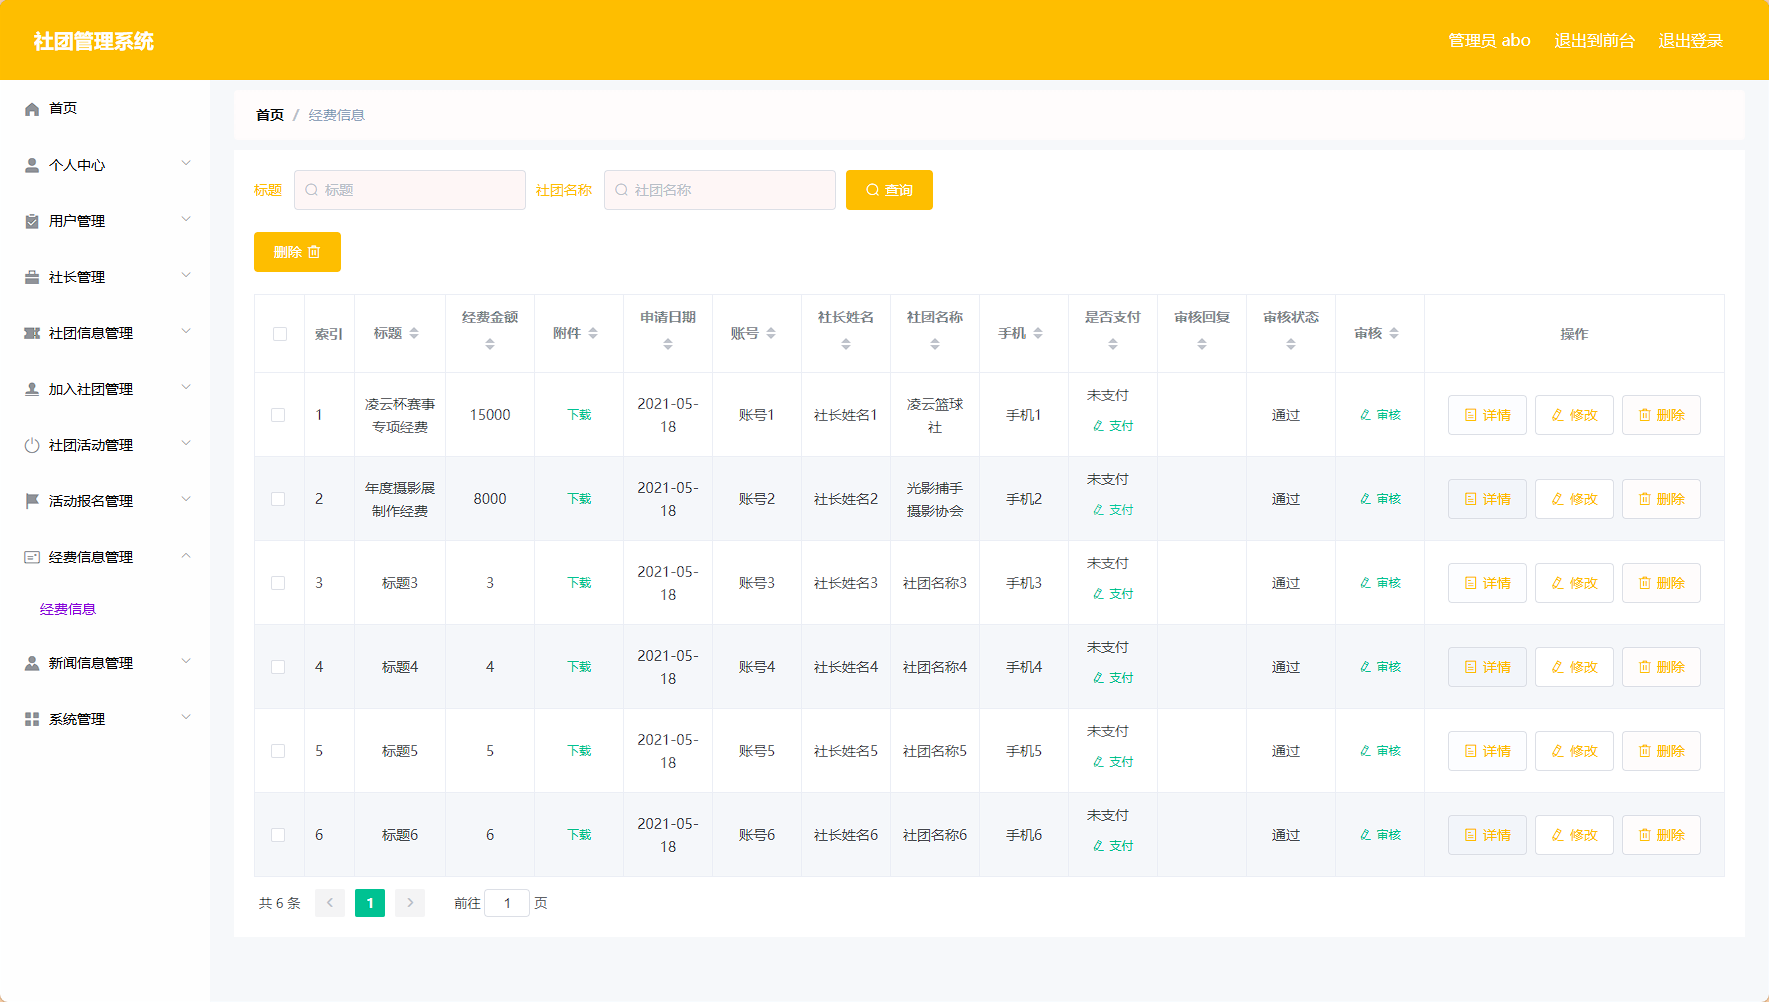 社团管理系统
管理员 abo 退出到前台 退出登录
首页
个人中心
用户管理
社长管理
社团信息管理
加入社团管理
社团活动管理
活动报名管理
经费信息管理
经费信息
新闻信息管理
系统管理
首页 / 经费信息
标题 标题 社团名称 社团名称 查询
删除
索引 标题 经费金额 附件 申请日期 账号 社长姓名 社团名称 手机 是否支付 审核回复 审核状态 审核 操作
1 凌云杯赛事专项经费 15000 下载 2021-05-18 账号1 社长姓名1 凌云篮球社 手机1 未支付 支付 通过 审核 详情 修改 删除
2 年度摄影展制作经费 8000 下载 2021-05-18 账号2 社长姓名2 光影捕手摄影协会 手机2 未支付 支付 通过 审核 详情 修改 删除
3 标题3 3 下载 2021-05-18 账号3 社长姓名3 社团名称3 手机3 未支付 支付 通过 审核 详情 修改 删除
4 标题4 4 下载 2021-05-18 账号4 社长姓名4 社团名称4 手机4 未支付 支付 通过 审核 详情 修改 删除
5 标题5 5 下载 2021-05-18 账号5 社长姓名5 社团名称5 手机5 未支付 支付 通过 审核 详情 修改 删除
6 标题6 6 下载 2021-05-18 账号6 社长姓名6 社团名称6 手机6 未支付 支付 通过 审核 详情 修改 删除
共 6 条 1 前往 1 页